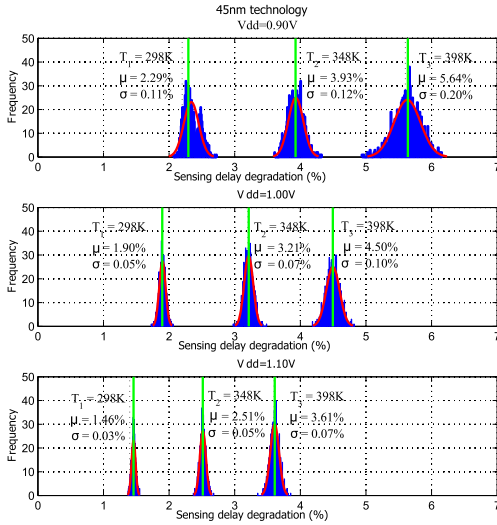 45nm technology
Vdd=0.90V
50
40
30
20
10
0
Frequency
T1 = 298K
μ = 2.29%
σ = 0.11%
T2 = 348K
μ = 3.93%
σ = 0.12%
T3 = 398K
μ = 5.64%
σ = 0.20%
0 1 2 3 4 5 6 7
Sensing delay degradation (%)
V dd=1.00V
50
40
30
20
10
0
Frequency
T1 = 298K
μ = 1.90%
σ = 0.05%
T2 = 348K
μ = 3.21%
σ = 0.07%
T3 = 398K
μ = 4.50%
σ = 0.10%
0 1 2 3 4 5 6 7
Sensing delay degradation (%)
V dd=1.10V
50
40
30
20
10
0
Frequency
T1 = 298K
μ = 1.46%
σ = 0.03%
T2 = 348K
μ = 2.51%
σ = 0.05%
T3 = 398K
μ = 3.61%
σ = 0.07%
0 1 2 3 4 5 6 7
Sensing delay degradation (%)